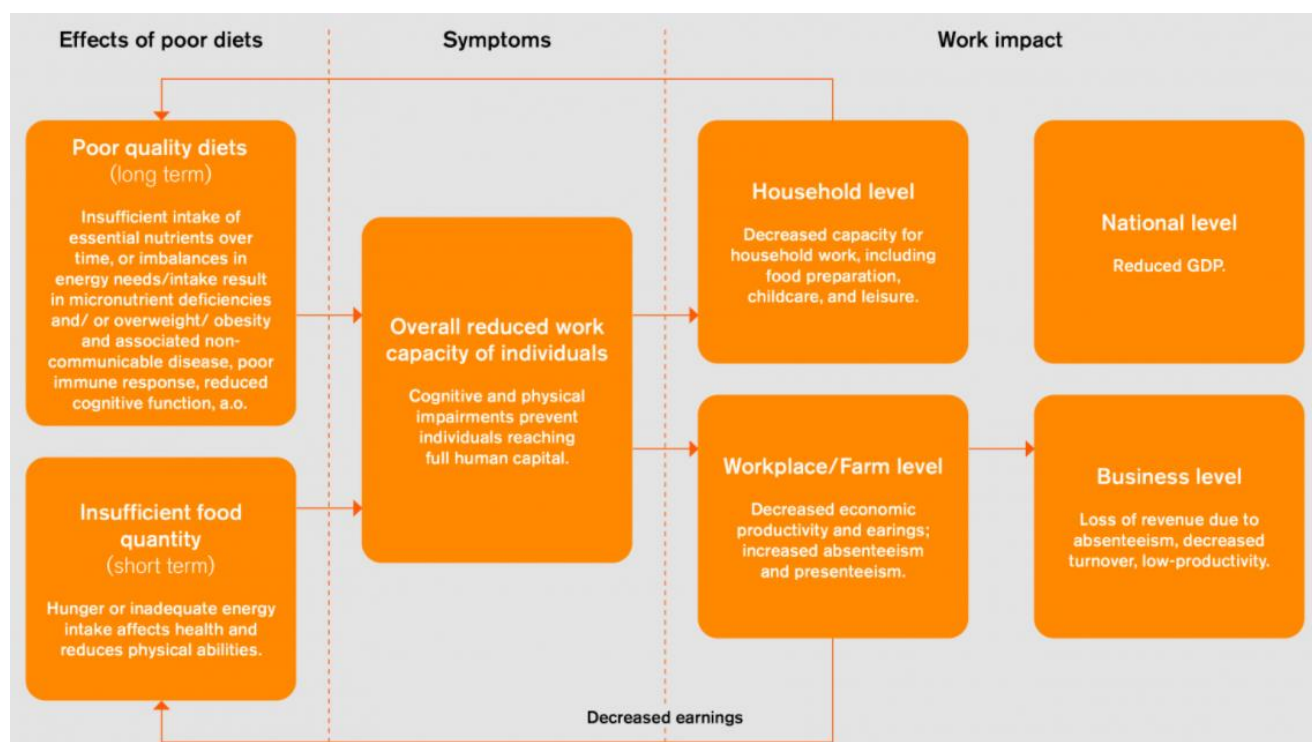 Effects of poor diets
Symptoms
Work impact
Poor quality diets
(long term)
Insufficient intake of
essential nutrients over
time, or imbalances in
energy needs/intake result
in micronutrient deficiencies
and/ or overweight/ obesity
and associated non-
communicable disease, poor
immune response, reduced
cognitive function, a.o.
Insufficient food
quantity
(short term)
Hunger or inadequate energy
intake affects health and
reduces physical abilities.
Overall reduced work
capacity of individuals
Cognitive and physical
impairments prevent
individuals reaching
full human capital.
Household level
Decreased capacity for
household work, including
food preparation,
childcare, and leisure.
National level
Reduced GDP.
Workplace/Farm level
Decreased economic
productivity and earings;
increased absenteeism
and presenteeism.
Business level
Loss of revenue due to
absenteeism, decreased
turnover, low-productivity.
Decreased earnings